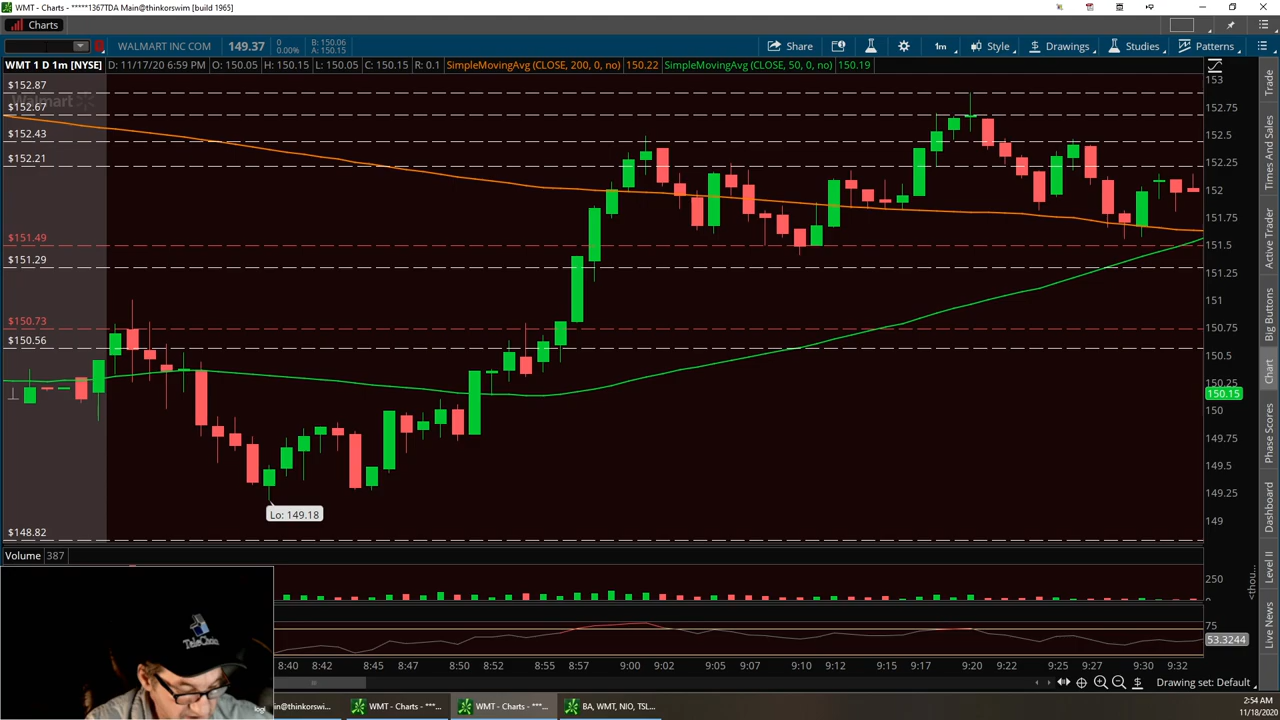 WMT - Charts - *****1367TDA Main@thinkorswim [build 1965]
Charts
WALMART INC COM 149.37 0 0.00% B: 150.06 A: 150.15 Share 1m Style Drawings Studies Patterns
WMT 1 D 1m [NYSE] D: 11/17/20 6:59 PM O: 150.05 H: 150.15 L: 150.05 C: 150.15 R: 0.1 SimpleMovingAvg (CLOSE, 200, 0, no) 150.22 SimpleMovingAvg (CLOSE, 50, 0, no) 150.19
$152.87
Walmart
$152.67
$152.43
$152.21
$151.49
$151.29
$150.73
$150.56
$148.82
Lo: 149.18
153
152.75
152.5
152.25
152
151.75
151.5
151.25
151
150.75
150.5
150.25
150.15
150
149.75
149.5
149.25
149
Volume 387
250
0
<thou...
75
53.3244
8:40 8:42 8:45 8:47 8:50 8:52 8:55 8:57 9:00 9:02 9:05 9:07 9:10 9:12 9:15 9:17 9:20 9:22 9:25 9:27 9:30 9:32
Drawing set: Default
Trade
Times And Sales
Active Trader
Big Buttons
Chart
Phase Scores
Dashboard
Level II
Live News
TeleChart
logi
in@thinkorswi...
WMT - Charts - *****...
WMT - Charts - *****...
BA, WMT, NIO, TSL...
2:54 AM
11/18/2020